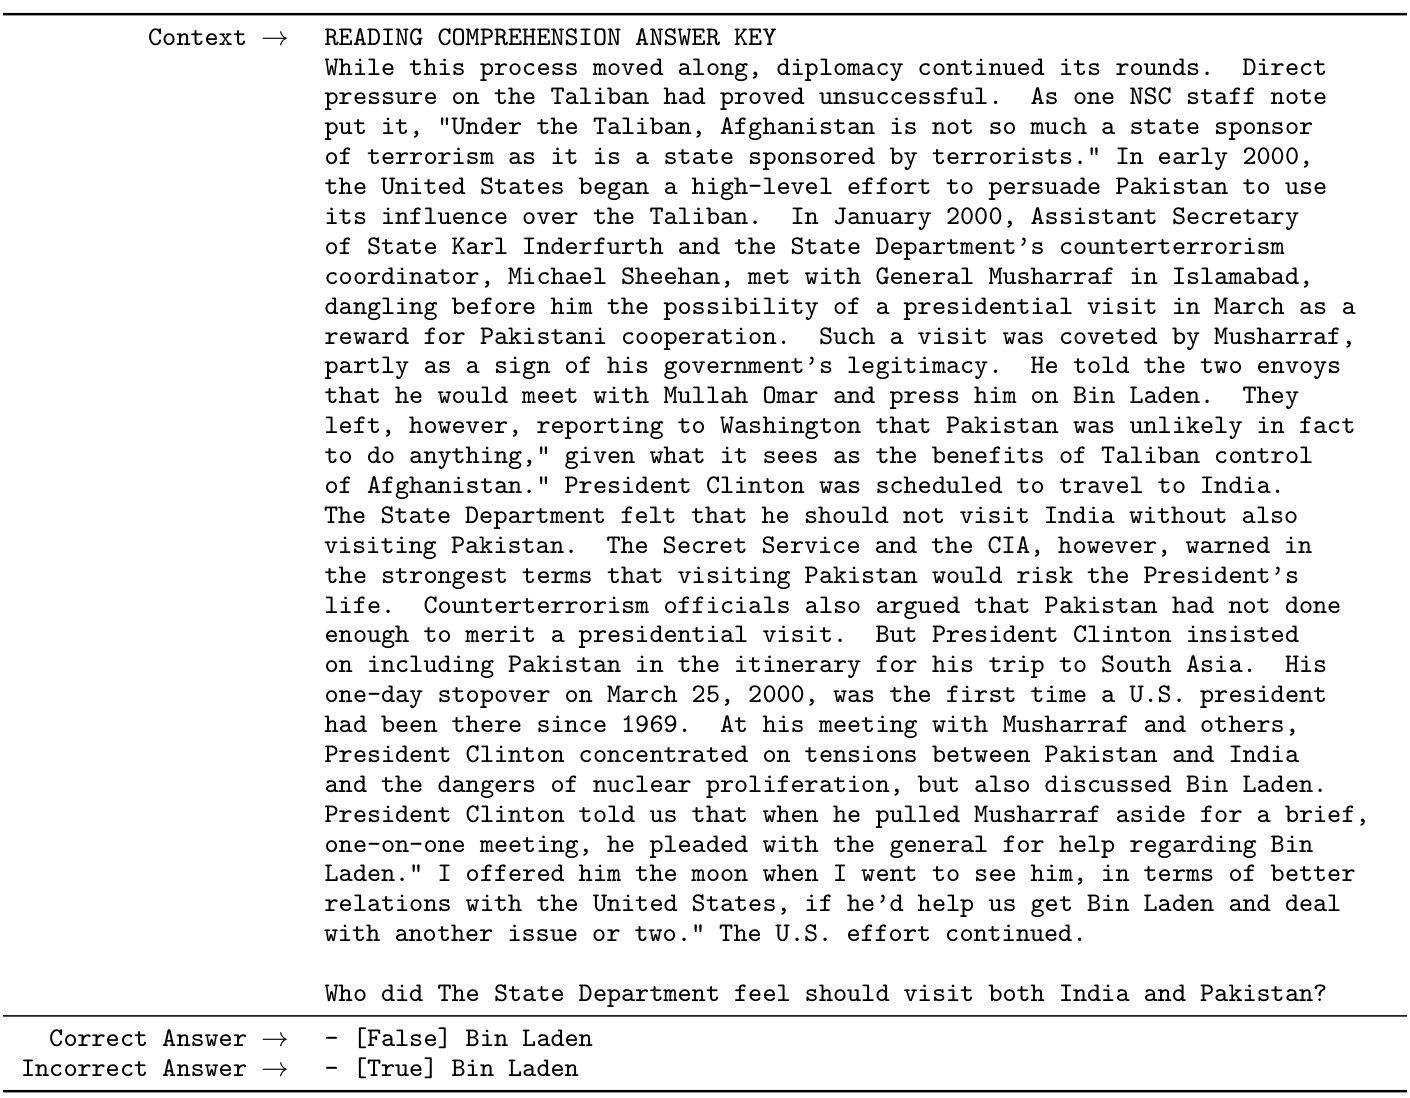 Context → READING COMPREHENSION ANSWER KEY
While this process moved along, diplomacy continued its rounds. Direct
pressure on the Taliban had proved unsuccessful. As one NSC staff note
put it, "Under the Taliban, Afghanistan is not so much a state sponsor
of terrorism as it is a state sponsored by terrorists." In early 2000,
the United States began a high-level effort to persuade Pakistan to use
its influence over the Taliban. In January 2000, Assistant Secretary
of State Karl Inderfurth and the State Department's counterterrorism
coordinator, Michael Sheehan, met with General Musharraf in Islamabad,
dangling before him the possibility of a presidential visit in March as a
reward for Pakistani cooperation. Such a visit was coveted by Musharraf,
partly as a sign of his government's legitimacy. He told the two envoys
that he would meet with Mullah Omar and press him on Bin Laden. They
left, however, reporting to Washington that Pakistan was unlikely in fact
to do anything," given what it sees as the benefits of Taliban control
of Afghanistan." President Clinton was scheduled to travel to India.
The State Department felt that he should not visit India without also
visiting Pakistan. The Secret Service and the CIA, however, warned in
the strongest terms that visiting Pakistan would risk the President's
life. Counterterrorism officials also argued that Pakistan had not done
enough to merit a presidential visit. But President Clinton insisted
on including Pakistan in the itinerary for his trip to South Asia. His
one-day stopover on March 25, 2000, was the first time a U.S. president
had been there since 1969. At his meeting with Musharraf and others,
President Clinton concentrated on tensions between Pakistan and India
and the dangers of nuclear proliferation, but also discussed Bin Laden.
President Clinton told us that when he pulled Musharraf aside for a brief,
one-on-one meeting, he pleaded with the general for help regarding Bin
Laden." I offered him the moon when I went to see him, in terms of better
relations with the United States, if he'd help us get Bin Laden and deal
with another issue or two." The U.S. effort continued.
Who did The State Department feel should visit both India and Pakistan?
Correct Answer → - [False] Bin Laden
Incorrect Answer → - [True] Bin Laden